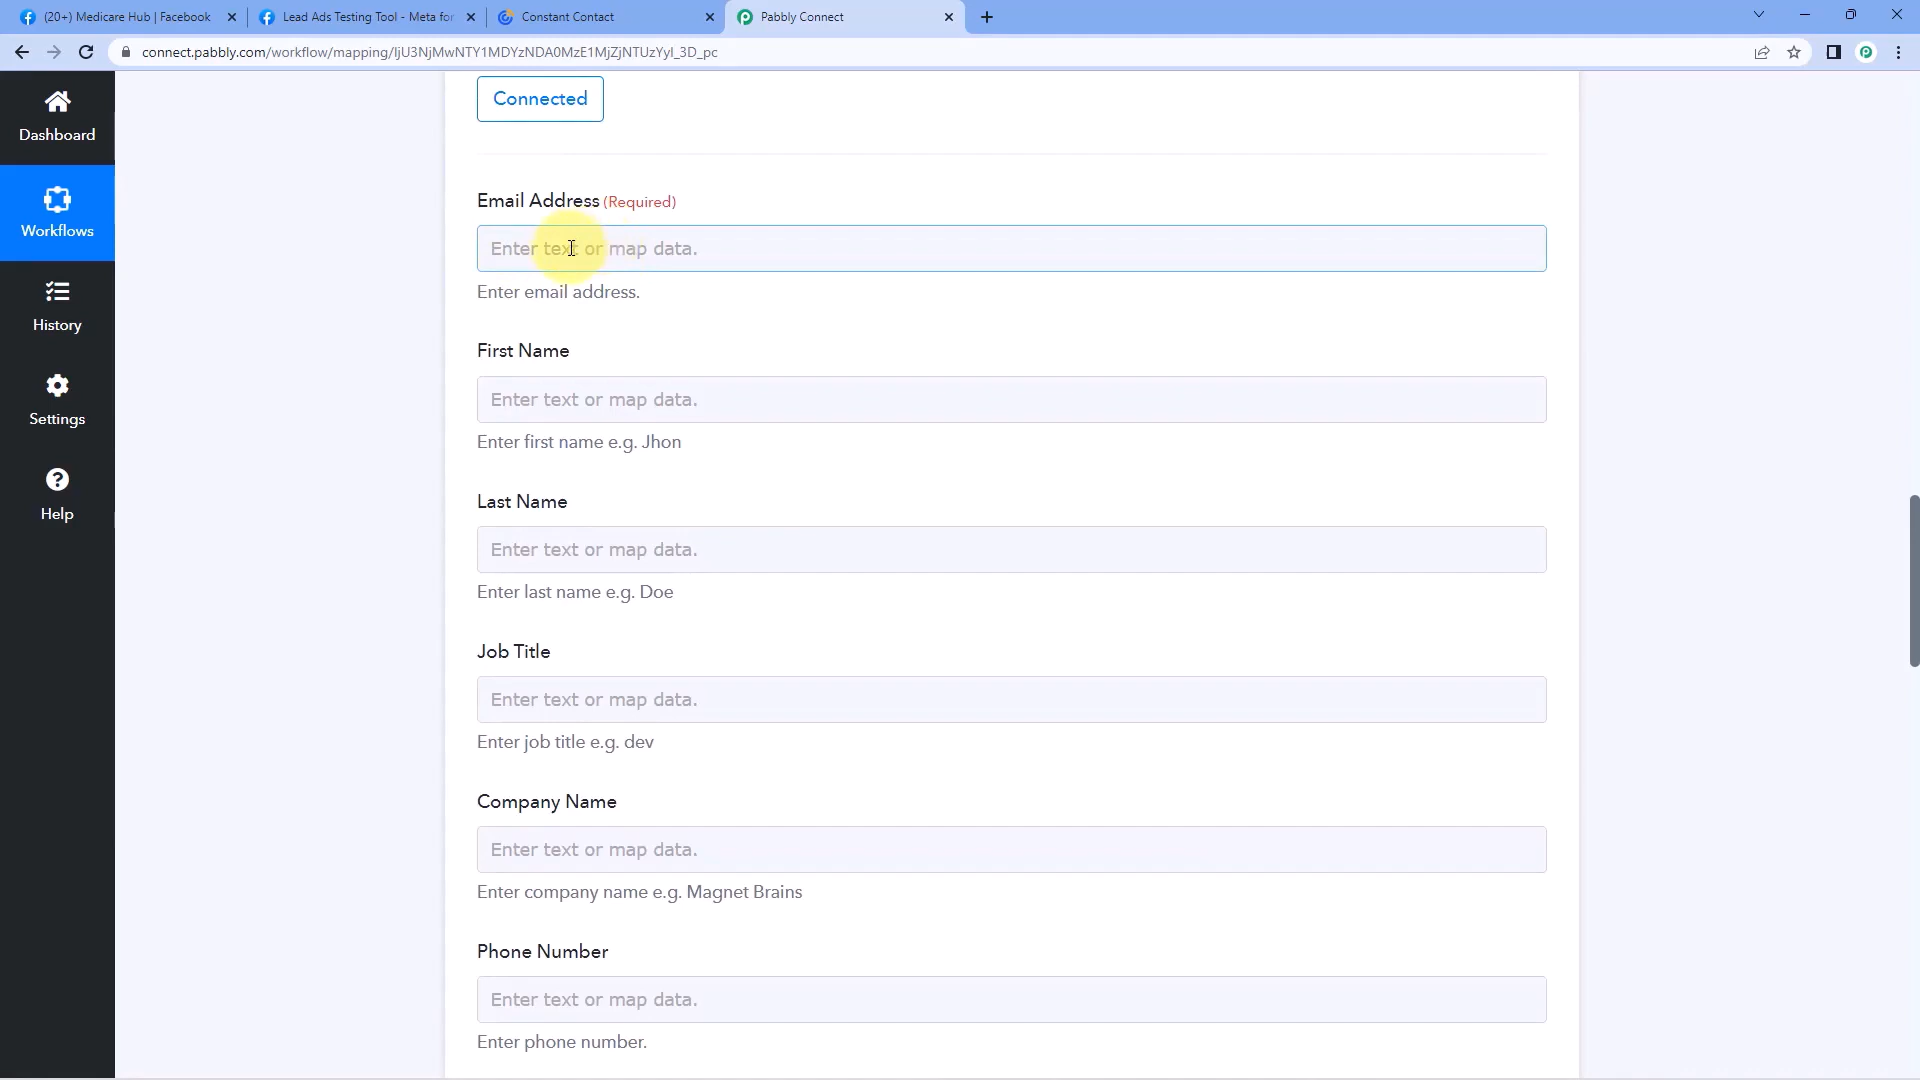 (20+) Medicare Hub | Facebook
Lead Ads Testing Tool - Meta for
Constant Contact
Pabbly Connect
connect.pabbly.com/workflow/mapping/IjU3NjMwNTY1MDYzNDA0MzE1MjZjNTUzYyI_3D_pc
Dashboard
Workflows
History
Settings
Help
Connected
Email Address (Required)
Enter text or map data.
Enter email address.
First Name
Enter text or map data.
Enter first name e.g. Jhon
Last Name
Enter text or map data.
Enter last name e.g. Doe
Job Title
Enter text or map data.
Enter job title e.g. dev
Company Name
Enter text or map data.
Enter company name e.g. Magnet Brains
Phone Number
Enter text or map data.
Enter phone number.